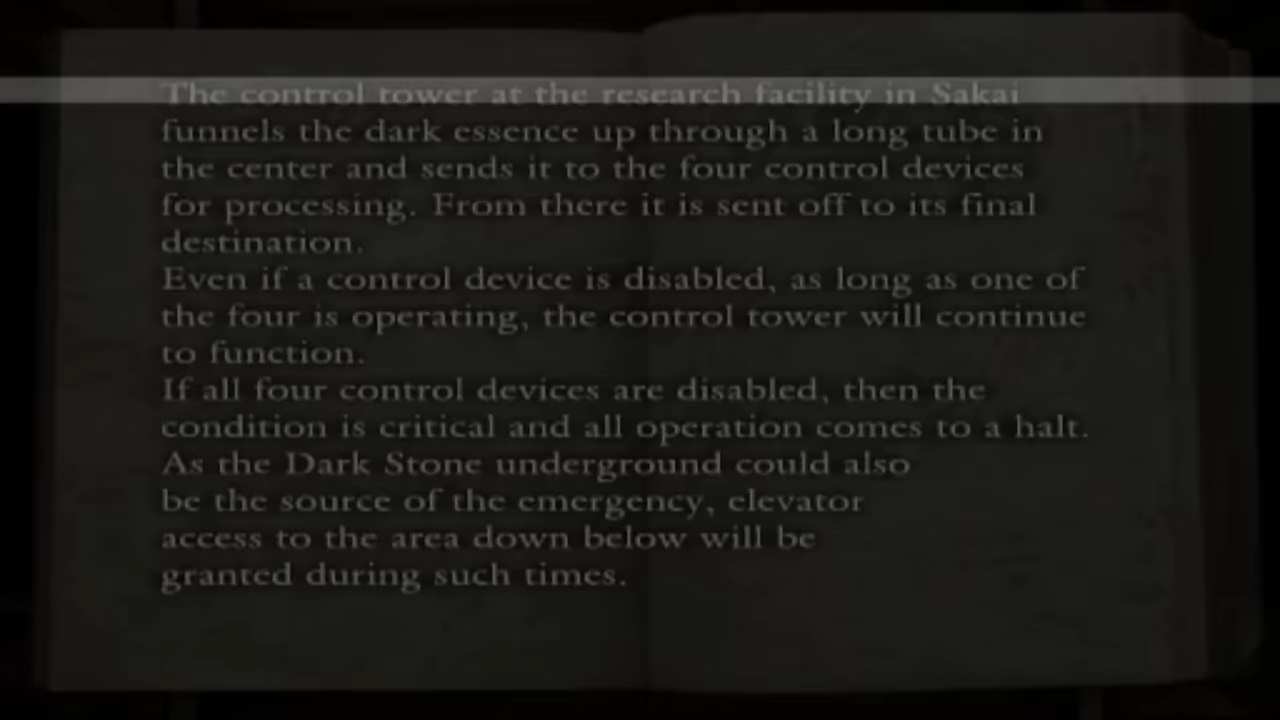 The control tower at the research facility in Sakai
funnels the dark essence up through a long tube in
the center and sends it to the four control devices
for processing. From there it is sent off to its final
destination.
Even if a control device is disabled, as long as one of
the four is operating, the control tower will continue
to function.
If all four control devices are disabled, then the
condition is critical and all operation comes to a halt.
As the Dark Stone underground could also
be the source of the emergency, elevator
access to the area down below will be
granted during such times.